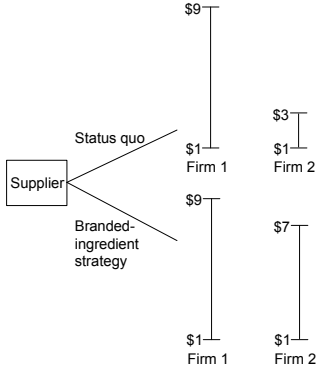 $9
$3
Status quo
$1
$1
Firm 1
Firm 2
Supplier
$9
Branded-
ingredient
strategy
$7
$1
$1
Firm 1
Firm 2